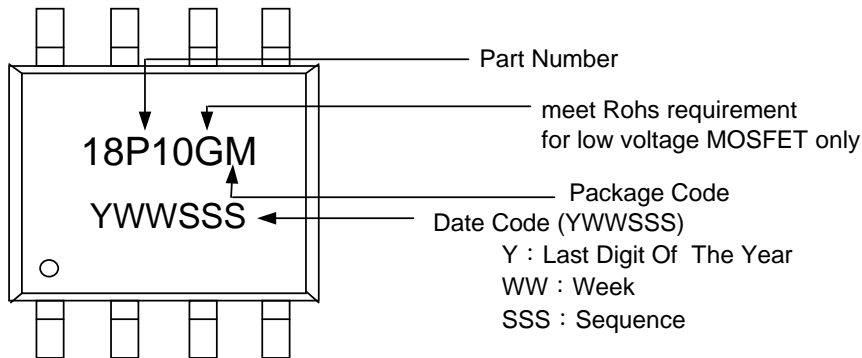 Part Number
meet Rohs requirement
for low voltage MOSFET only
18P10GM
Package Code
YWWSSS
Date Code (YWWSSS)
Y：Last Digit Of The Year
WW：Week
SSS：Sequence